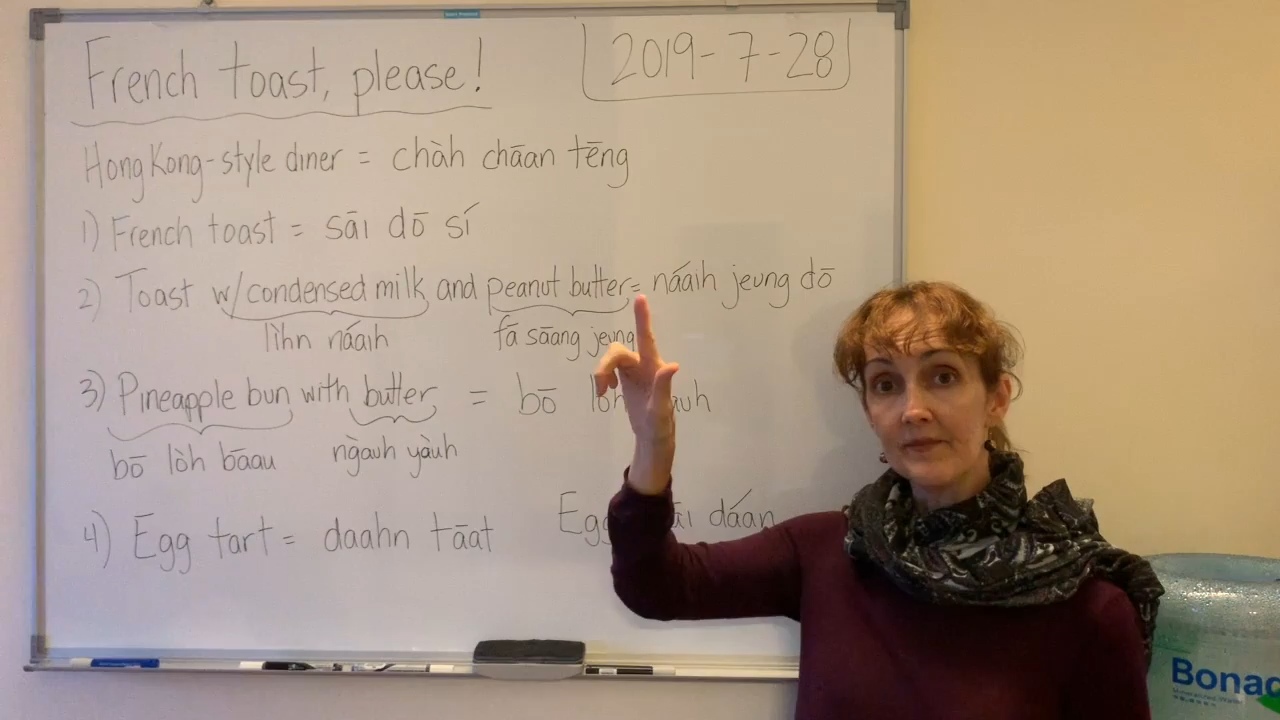 French toast, please!
2019-7-28
Hong Kong-style diner = chàh chāan tēng
1) French toast = sāi dō sí
2) Toast w/condensed milk and peanut butter = náaih jeung dō
lìhn náaih
fā sāang jeung
3) Pineapple bun with butter = bō
bō lòh bāau
ngàuh yàuh
4) Egg tart = daahn tāat
Egg
dáan